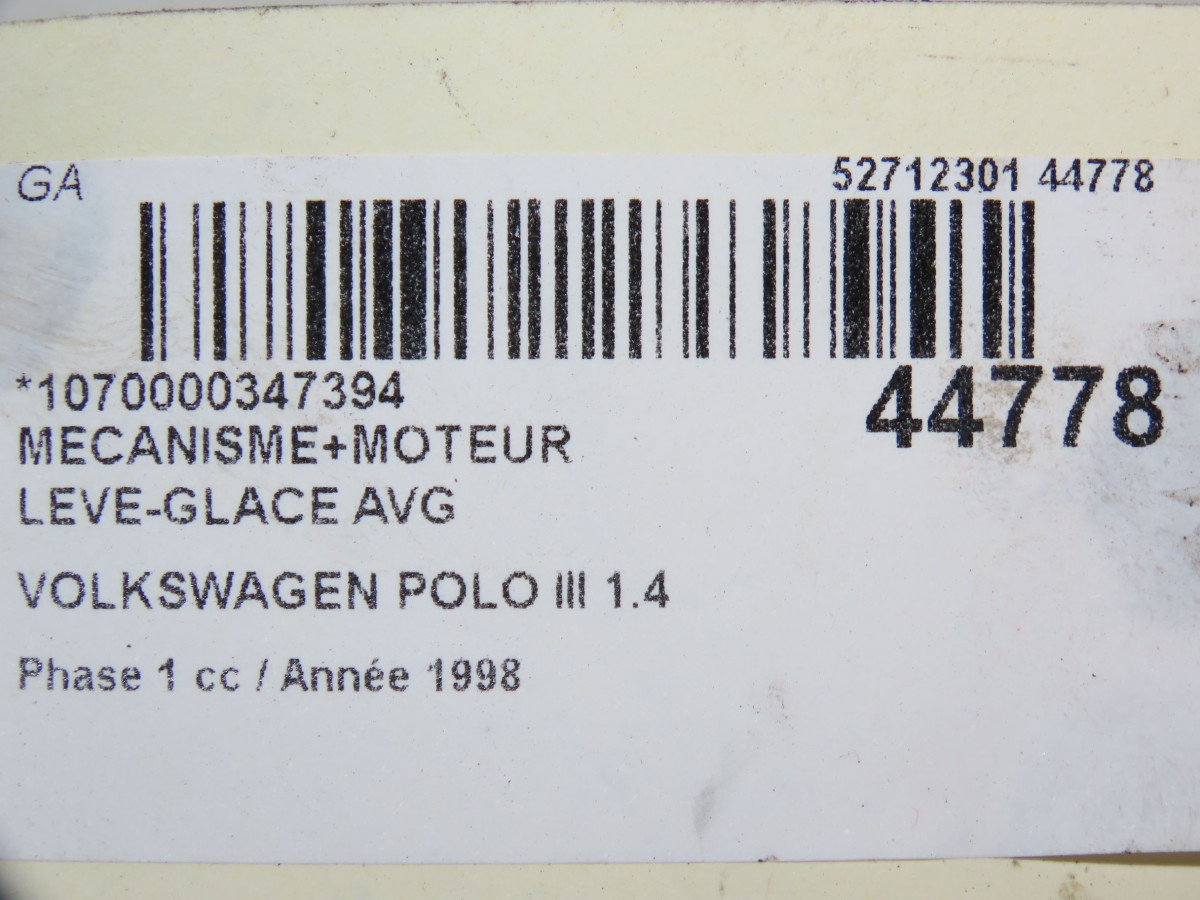 GA
52712301 44778
*1070000347394
44778
MECANISME+MOTEUR
LEVE-GLACE AVG
VOLKSWAGEN POLO III 1.4
Phase 1 cc / Année 1998